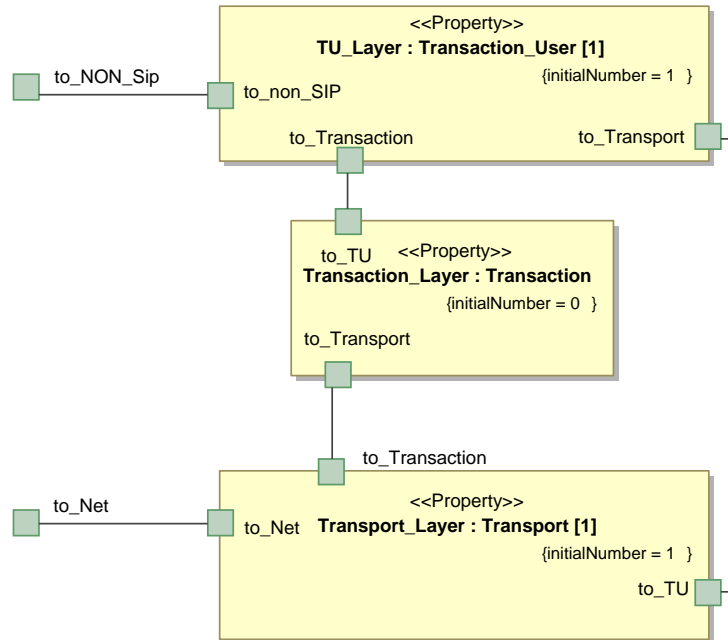 <<Property>>
TU_Layer : Transaction_User [1]
{initialNumber = 1 }
to_NON_Sip
to_non_SIP
to_Transaction
to_Transport
to_TU
<<Property>>
Transaction_Layer : Transaction
{initialNumber = 0 }
to_Transport
to_Transaction
<<Property>>
to_Net
to_Net
Transport_Layer : Transport [1]
{initialNumber = 1 }
to_TU